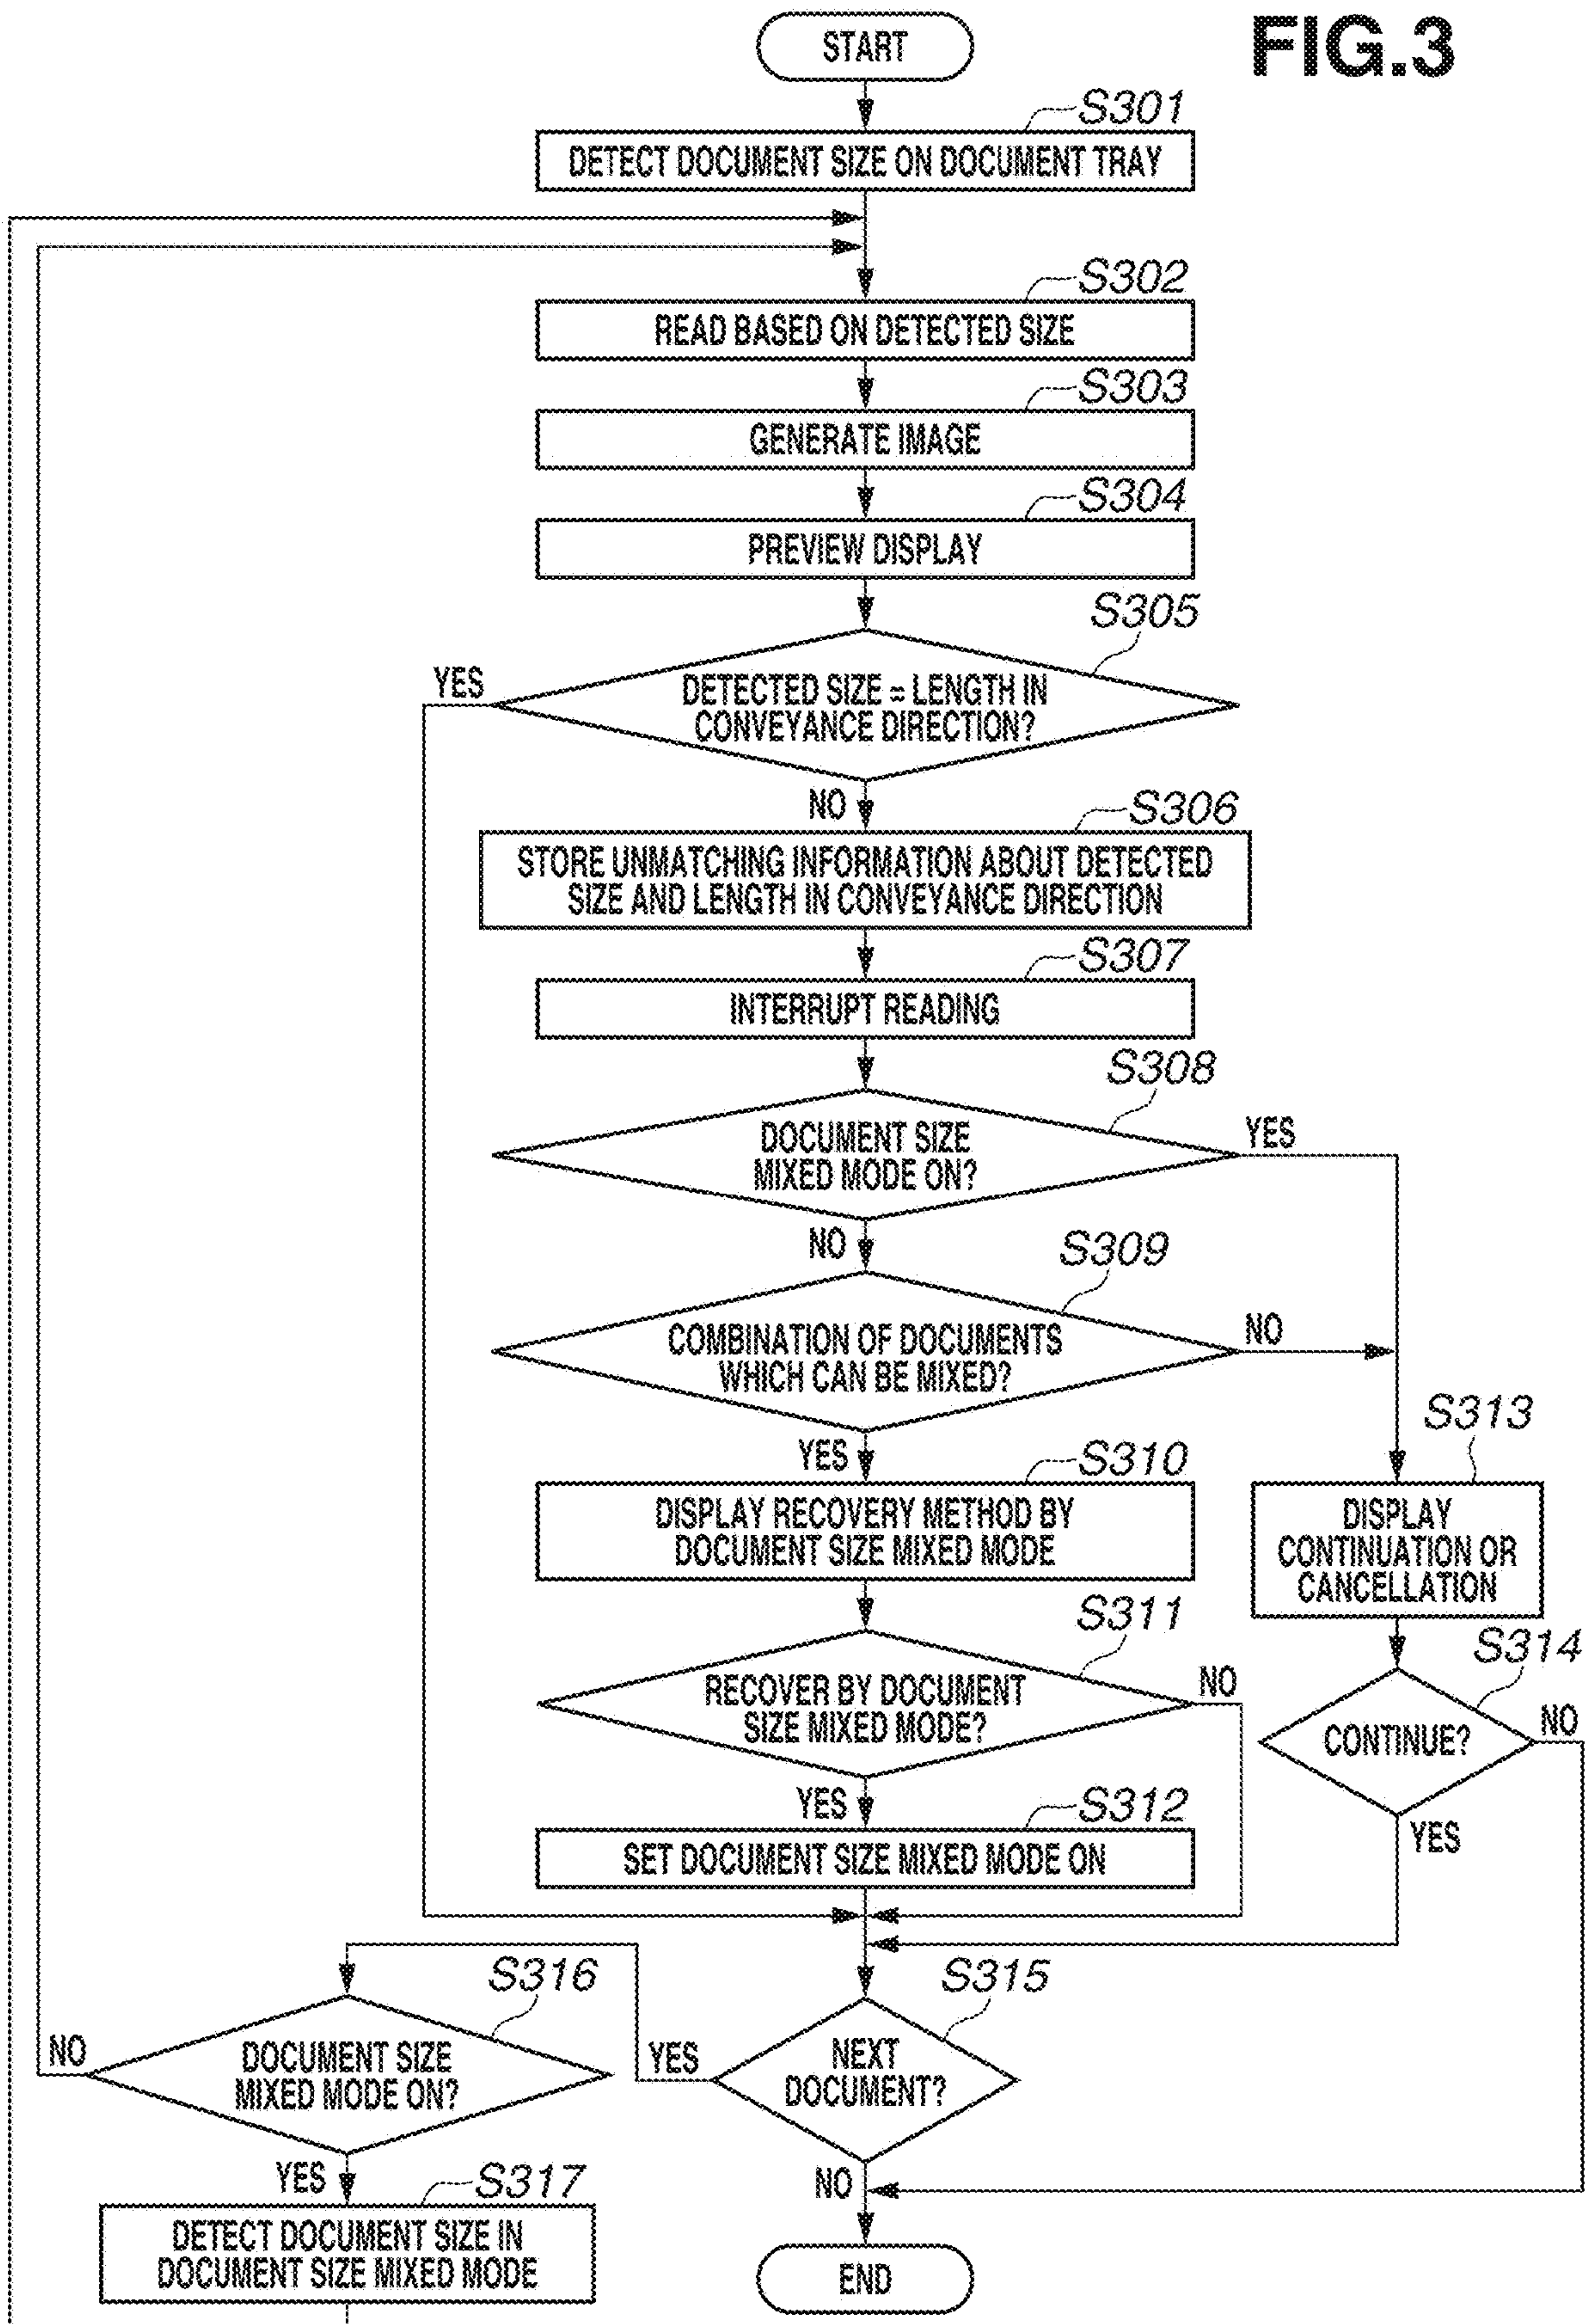 FIG.3
START
S301
DETECT DOCUMENT SIZE ON DOCUMENT TRAY
S302
READ BASED ON DETECTED SIZE
S303
GENERATE IMAGE
S304
PREVIEW DISPLAY
S305
YES
DETECTED SIZE = LENGTH IN
CONVEYANCE DIRECTION?
NO
S306
STORE UNMATCHING INFORMATION ABOUT DETECTED
SIZE AND LENGTH IN CONVEYANCE DIRECTION
S307
INTERRUPT READING
S308
DOCUMENT SIZE
MIXED MODE ON?
YES
NO
S309
COMBINATION OF DOCUMENTS
WHICH CAN BE MIXED?
NO
YES
S310
DISPLAY RECOVERY METHOD BY
DOCUMENT SIZE MIXED MODE
S313
DISPLAY
CONTINUATION OR
CANCELLATION
S311
RECOVER BY DOCUMENT
SIZE MIXED MODE?
NO
S314
CONTINUE?
NO
YES
YES
S312
SET DOCUMENT SIZE MIXED MODE ON
S316
DOCUMENT SIZE
MIXED MODE ON?
NO
S315
NEXT
DOCUMENT?
YES
YES
NO
S317
DETECT DOCUMENT SIZE IN
DOCUMENT SIZE MIXED MODE
END